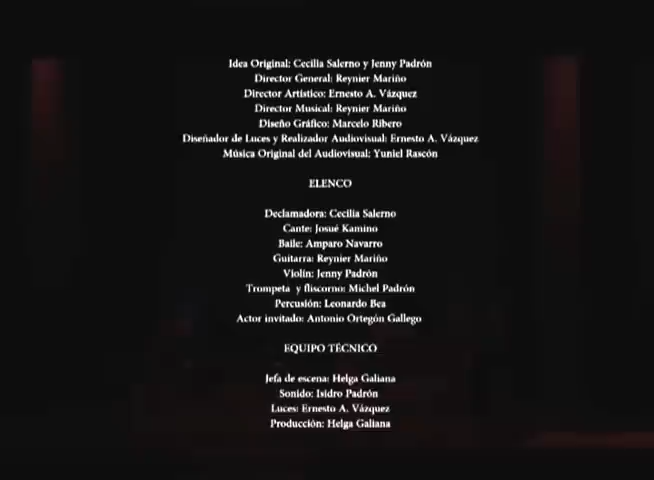 Idea Original: Cecilia Salerno y Jenny Padrón
Director General: Reynier Mariño
Director Artístico: Ernesto A. Vázquez
Director Musical: Reynier Mariño
Diseño Gráfico: Marcelo Ribero
Diseñador de Luces y Realizador Audiovisual: Ernesto A. Vázquez
Música Original del Audiovisual: Yuniel Rascón
ELENCO
Declamadora: Cecilia Salerno
Cante: Josué Kamino
Baile: Amparo Navarro
Guitarra: Reynier Mariño
Violín: Jenny Padrón
Trompeta y fliscorno: Michel Padrón
Percusión: Leonardo Bea
Actor invitado: Antonio Ortegón Gallego
EQUIPO TÉCNICO
Jefa de escena: Helga Galiana
Sonido: Isidro Padrón
Luces: Ernesto A. Vázquez
Producción: Helga Galiana